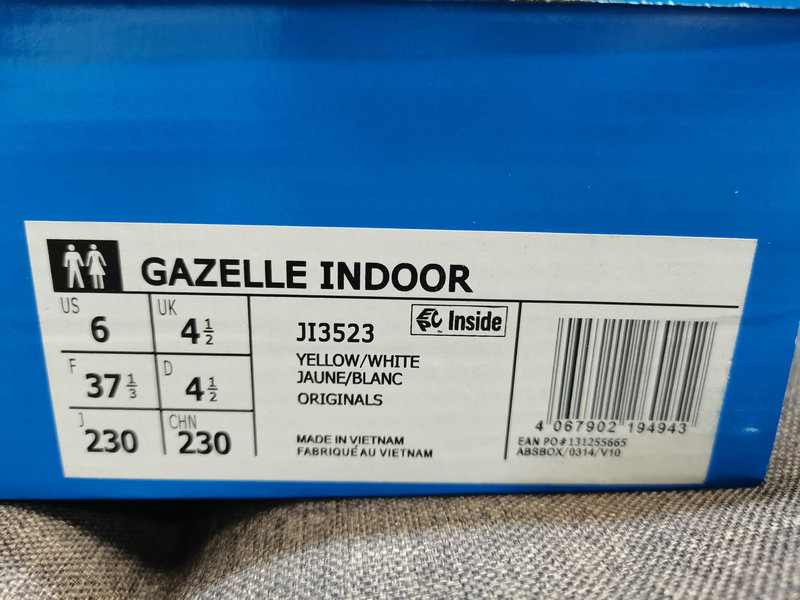 GAZELLE INDOOR
US 6
UK 4 1/2
F 37 1/3
D 4 1/2
J 230
CHN 230
JI3523
Inside
YELLOW/WHITE
JAUNE/BLANC
ORIGINALS
MADE IN VIETNAM
FABRIQUÉ AU VIETNAM
4 067902 194943
EAN PO# 131255665
ABSBOX/0314/V10